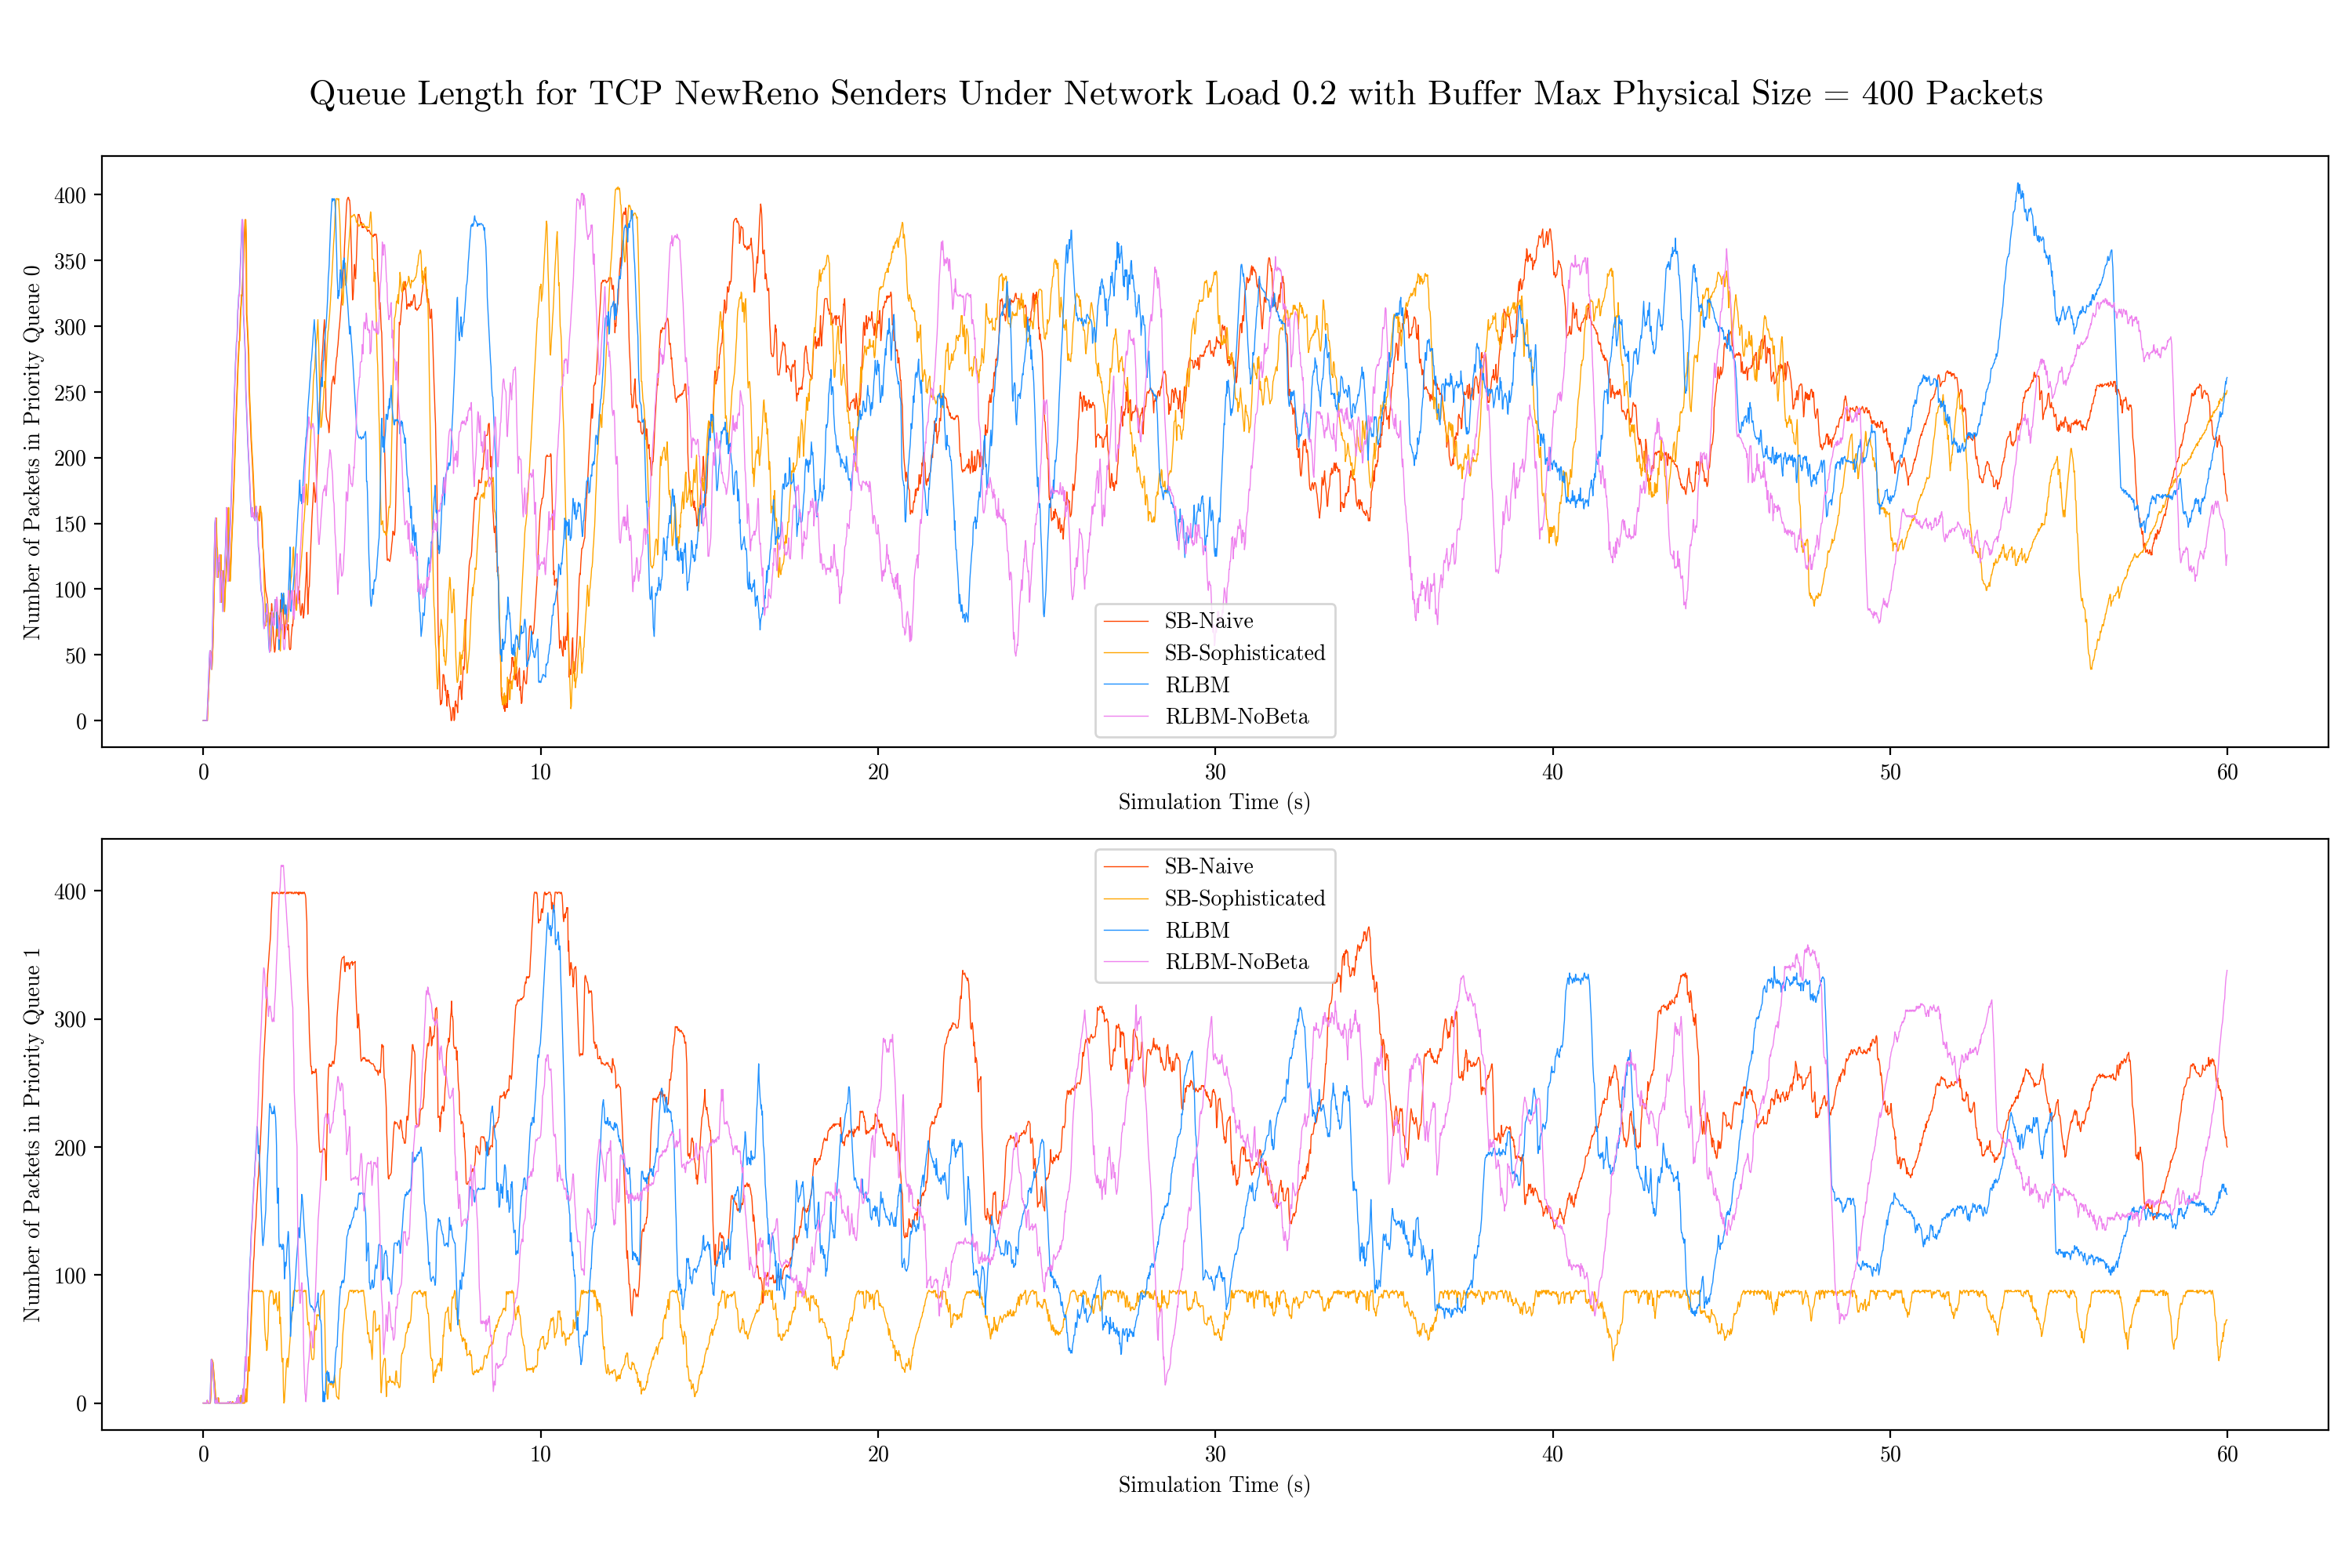 Queue Length for TCP NewReno Senders Under Network Load 0.2 with Buffer Max Physical Size = 400 Packets
Number of Packets in Priority Queue 0
400
350
300
250
200
150
100
50
0
SB-Naive
SB-Sophisticated
RLBM
RLBM-NoBeta
0 10 20 30 40 50 60
Simulation Time (s)
Number of Packets in Priority Queue 1
400
300
200
100
0
SB-Naive
SB-Sophisticated
RLBM
RLBM-NoBeta
0 10 20 30 40 50 60
Simulation Time (s)